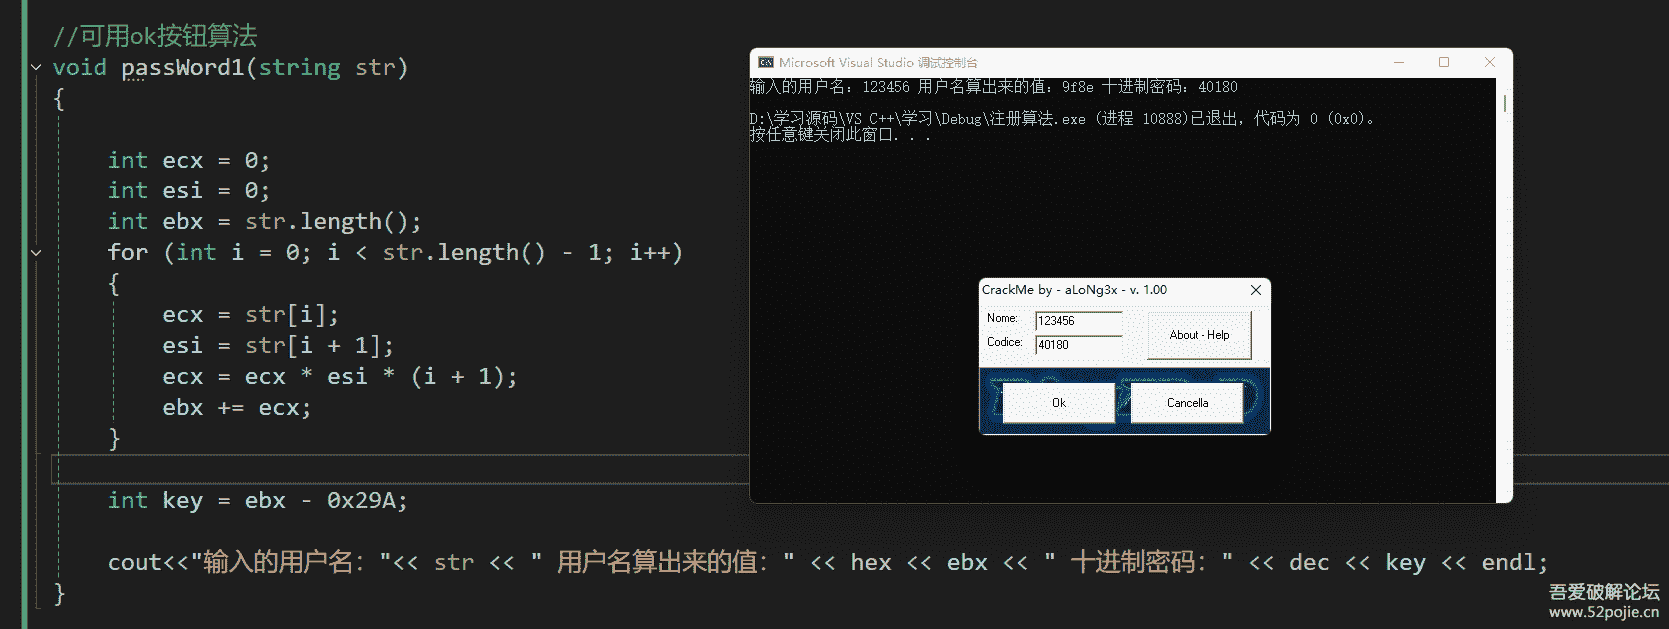 //可用ok按钮算法
void passWord1(string str)
{
int ecx = 0;
int esi = 0;
int ebx = str.length();
for (int i = 0; i < str.length() - 1; i++)
{
ecx = str[i];
esi = str[i + 1];
ecx = ecx * esi * (i + 1);
ebx += ecx;
}
int key = ebx - 0x29A;
cout<<"输入的用户名："<< str << " 用户名算出来的值：" << hex << ebx << " 十进制密码：" << dec << key << endl;
}
Microsoft Visual Studio 调试控制台
输入的用户名：123456 用户名算出来的值：9f8e 十进制密码：40180
D:\学习源码\VS C++\学习\Debug\注册算法.exe (进程 10888)已退出，代码为 0 (0x0)。
按任意键关闭此窗口. . .
CrackMe by - aLoNg3x - v. 1.00
Nome: 123456
Codice: 40180
About - Help
Ok
Cancella
吾爱破解论坛
www.52pojie.cn